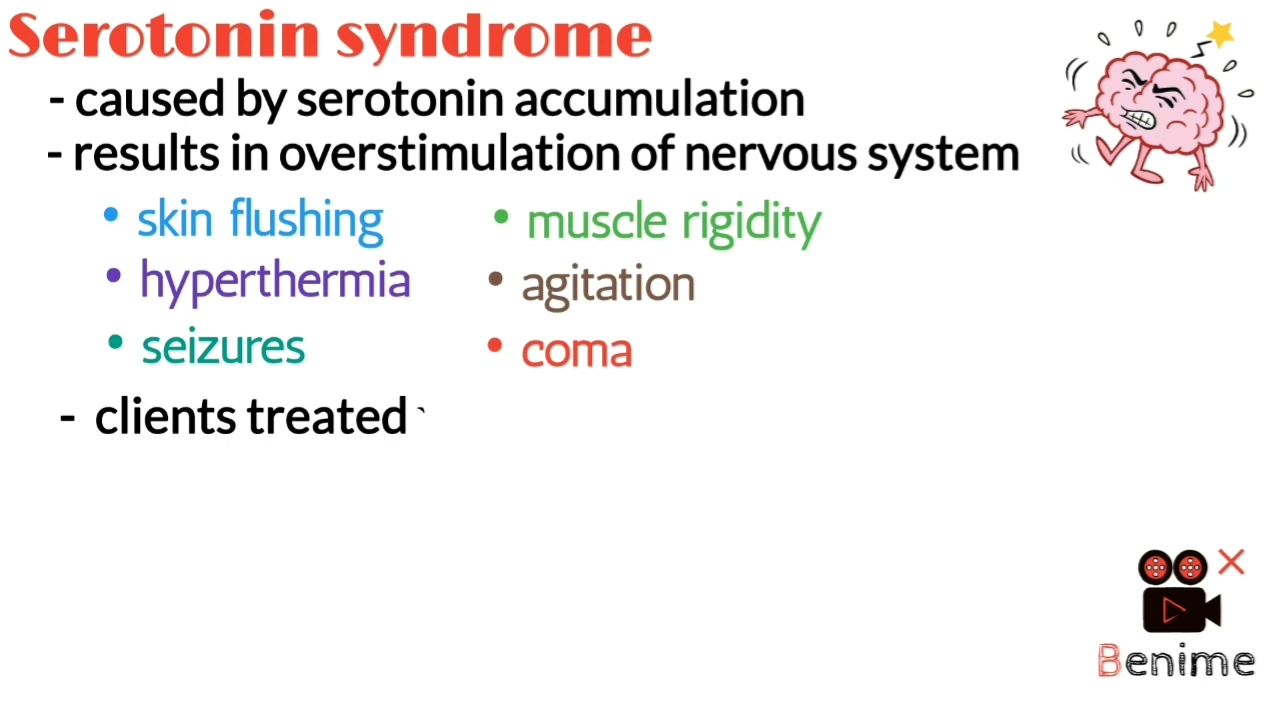 Serotonin syndrome
- caused by serotonin accumulation
- results in overstimulation of nervous system
• skin flushing • muscle rigidity
• hyperthermia • agitation
• seizures • coma
- clients treated
Benime